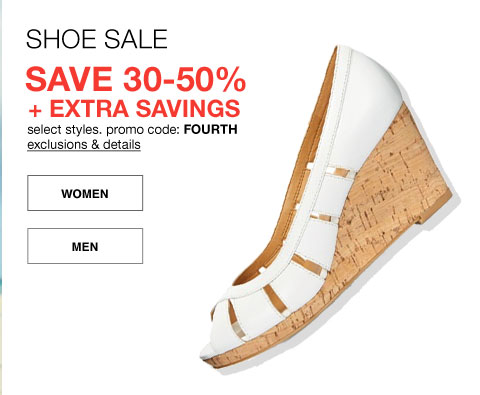 SHOE SALE
SAVE 30-50%
+ EXTRA SAVINGS
select styles. promo code: FOURTH
exclusions & details
WOMEN
MEN